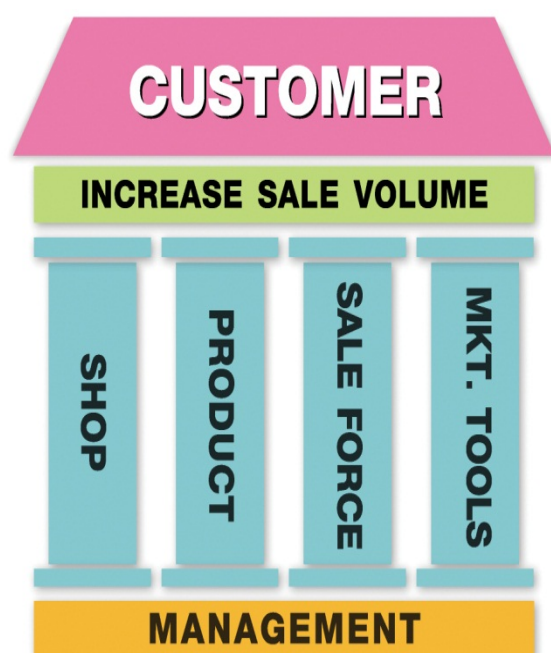 CUSTOMER
INCREASE SALE VOLUME
SHOP
PRODUCT
SALE FORCE
MKT. TOOLS
MANAGEMENT